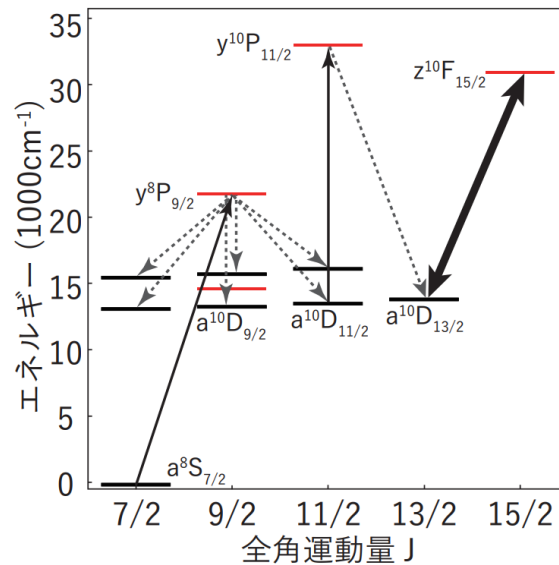 35
30
25
20
15
10
5
0
エネルギー (1000cm⁻¹)
y¹⁰P₁₁/₂
z¹⁰F₁₅/₂
y⁸P₉/₂
a¹⁰D₉/₂
a¹⁰D₁₁/₂
a¹⁰D₁₃/₂
a⁸S₇/₂
7/2 9/2 11/2 13/2 15/2
全角運動量 J